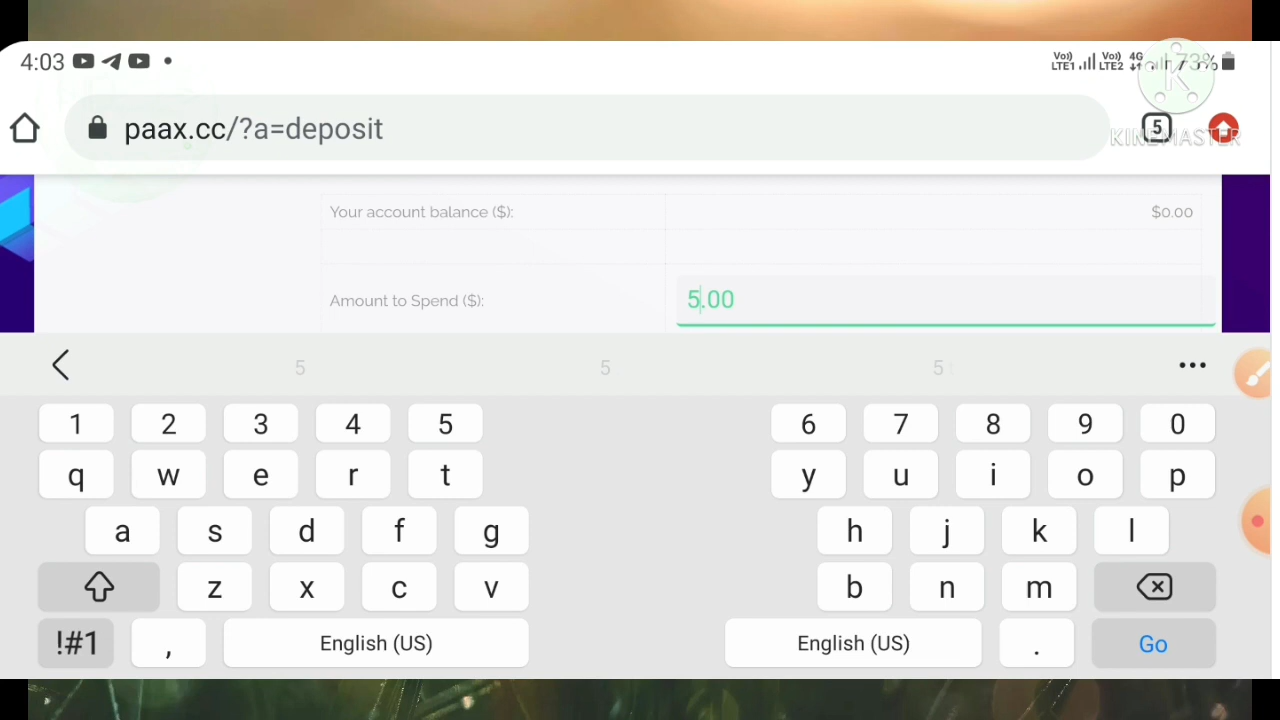 4:03
Vo)) LTE1 Vo)) LTE2 4G 73%
paax.cc/?a=deposit
5
KINEMASTER
Your account balance ($): $0.00
Amount to Spend ($): 5.00
5 5 5
1 2 3 4 5 6 7 8 9 0
q w e r t y u i o p
a s d f g h j k l
z x c v b n m
!#1 , English (US) English (US) . Go